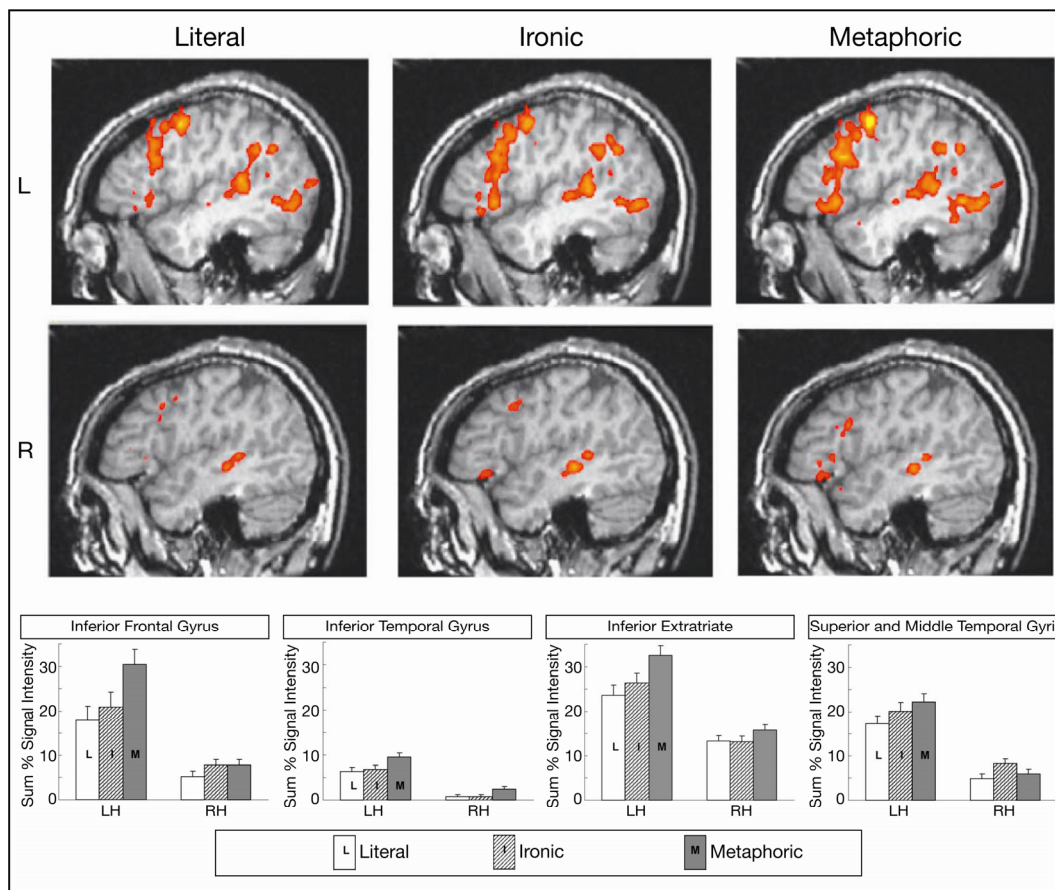 Literal Ironic Metaphoric
L
R
Inferior Frontal Gyrus
Inferior Temporal Gyrus
Inferior Extratriate
Superior and Middle Temporal Gyri
Sum % Signal Intensity
30
20
10
0
L I M
LH RH
Sum % Signal Intensity
30
20
10
0
L I M
LH RH
Sum % Signal Intensity
30
20
10
0
L I M
LH RH
Sum % Signal Intensity
30
20
10
0
L I M
LH RH
L Literal
I Ironic
M Metaphoric